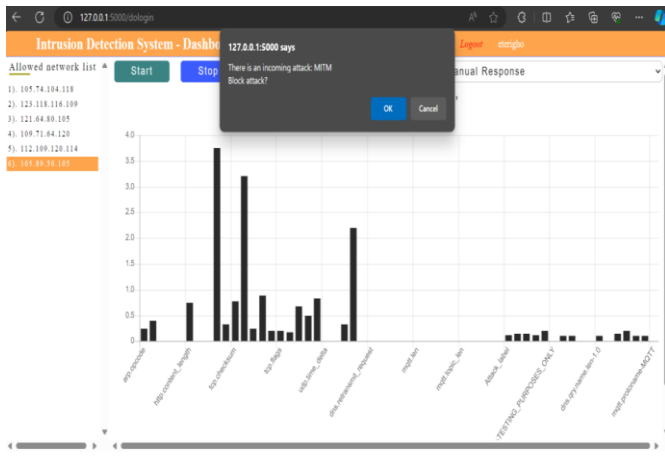 127.0.0.1:5000/dologin
Intrusion Detection System - Dashbo
Logout
eterigho
127.0.0.1:5000 says
There is an incoming attack: MITM
Block attack?
OK
Cancel
Allowed network list
Start
Stop
anual Response
1). 105.74.104.118
2). 123.118.116.109
3). 121.64.80.105
4). 109.71.64.120
5). 112.109.120.114
6). 105.89.56.105
4.0
3.5
3.0
2.5
2.0
1.5
1.0
0.5
0
arp.opcode
http.content_length
tcp.checksum
tcp.flags
udp.time_delta
dns.retransmit_request
mqtt.len
mqtt.topic_len
Attack_label
-TESTING_PURPOSES_ONLY
dns.qry.name.len-1.0
mqtt.protoname-MQTT